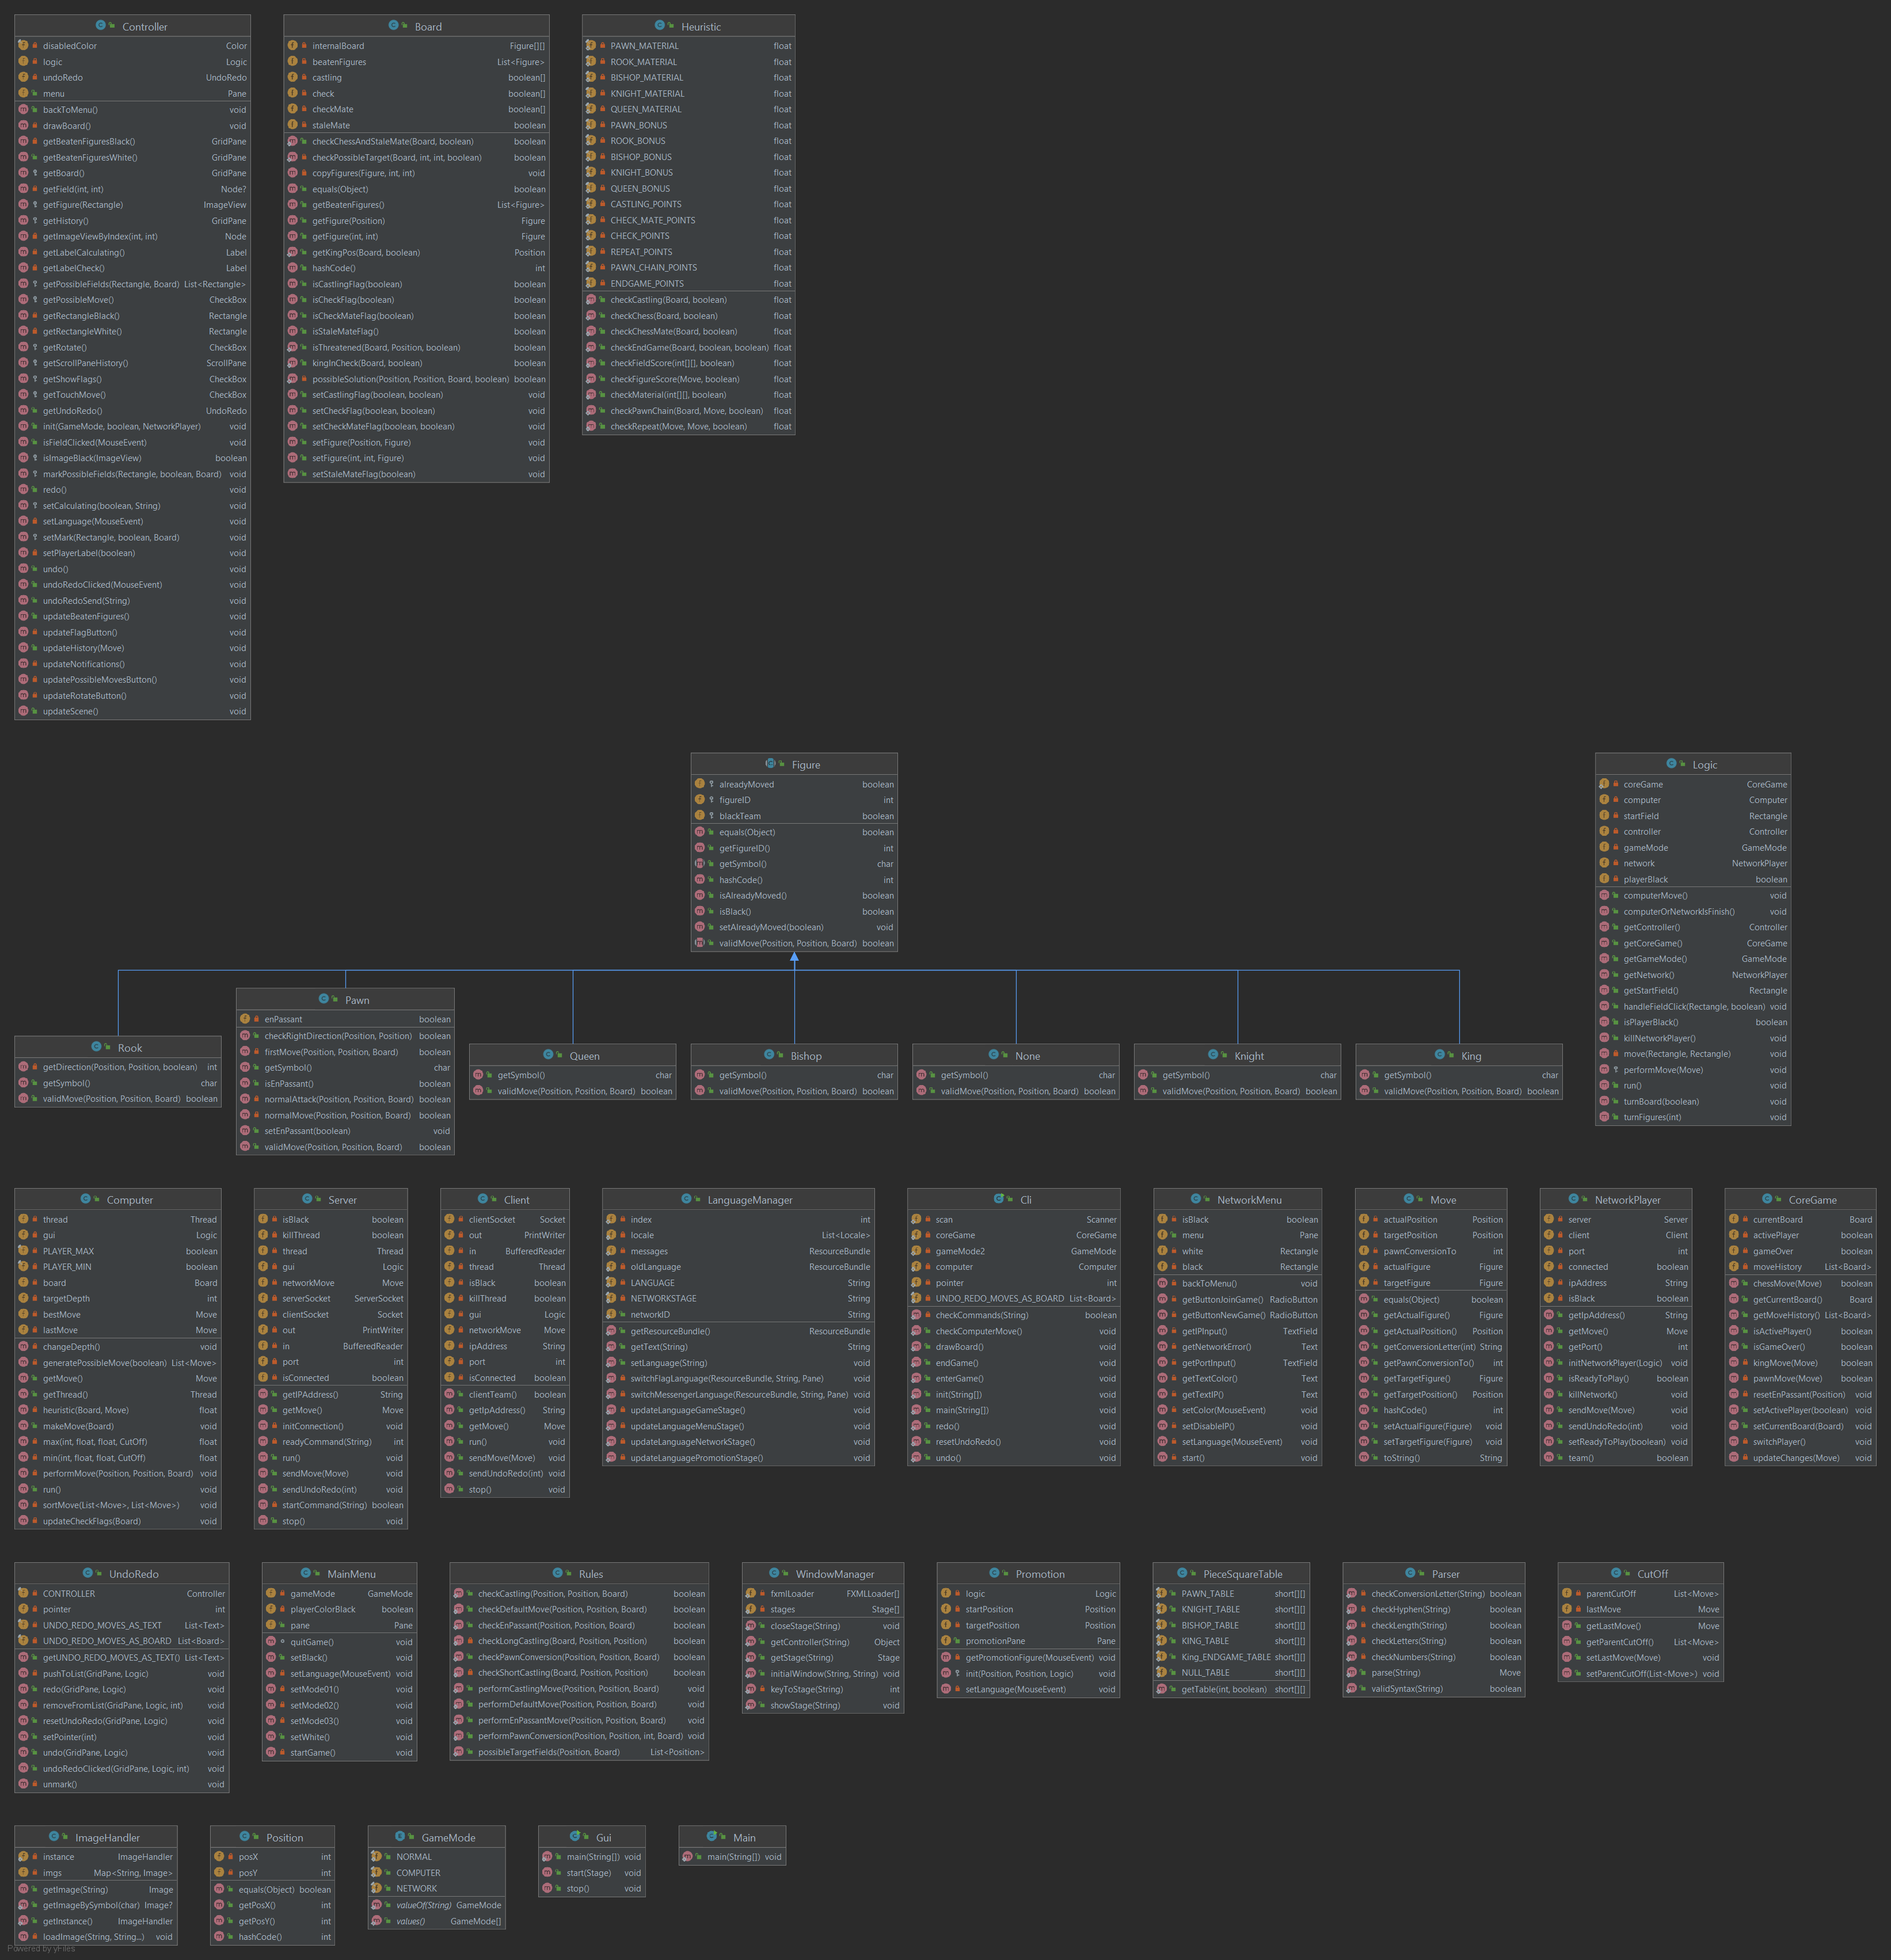 Controller
disabledColor Color
logic Logic
undoRedo UndoRedo
menu Pane
backToMenu() void
drawBoard() void
getBeatenFiguresBlack() GridPane
getBeatenFiguresWhite() GridPane
getBoard() GridPane
getField(int, int) Node?
getFigure(Rectangle) ImageView
getHistory() GridPane
getImageViewByIndex(int, int) Node
getLabelCalculating() Label
getLabelCheck() Label
getPossibleFields(Rectangle, Board) List<Rectangle>
getPossibleMove() CheckBox
getRectangleBlack() Rectangle
getRectangleWhite() Rectangle
getRotate() CheckBox
getScrollPaneHistory() ScrollPane
getShowFlags() CheckBox
getTouchMove() CheckBox
getUndoRedo() UndoRedo
init(GameMode, boolean, NetworkPlayer) void
isFieldClicked(MouseEvent) void
isImageBlack(ImageView) boolean
markPossibleFields(Rectangle, boolean, Board) void
redo() void
setCalculating(boolean, String) void
setLanguage(MouseEvent) void
setMark(Rectangle, boolean, Board) void
setPlayerLabel(boolean) void
undo() void
undoRedoClicked(MouseEvent) void
undoRedoSend(String) void
updateBeatenFigures() void
updateFlagButton() void
updateHistory(Move) void
updateNotifications() void
updatePossibleMovesButton() void
updateRotateButton() void
updateScene() void
Board
internalBoard Figure[][]
beatenFigures List<Figure>
castling boolean[]
check boolean[]
checkMate boolean[]
staleMate boolean
checkChessAndStaleMate(Board, boolean) boolean
checkPossibleTarget(Board, int, int, boolean) boolean
copyFigures(Figure, int, int) void
equals(Object) boolean
getBeatenFigures() List<Figure>
getFigure(Position) Figure
getFigure(int, int) Figure
getKingPos(Board, boolean) Position
hashCode() int
isCastlingFlag(boolean) boolean
isCheckFlag(boolean) boolean
isCheckMateFlag(boolean) boolean
isStaleMateFlag() boolean
isThreatened(Board, Position, boolean) boolean
kingInCheck(Board, boolean) boolean
possibleSolution(Position, Position, Board, boolean) boolean
setCastlingFlag(boolean, boolean) void
setCheckFlag(boolean, boolean) void
setCheckMateFlag(boolean, boolean) void
setFigure(Position, Figure) void
setFigure(int, int, Figure) void
setStaleMateFlag(boolean) void
Heuristic
PAWN_MATERIAL float
ROOK_MATERIAL float
BISHOP_MATERIAL float
KNIGHT_MATERIAL float
QUEEN_MATERIAL float
PAWN_BONUS float
ROOK_BONUS float
BISHOP_BONUS float
KNIGHT_BONUS float
QUEEN_BONUS float
CASTLING_POINTS float
CHECK_MATE_POINTS float
CHECK_POINTS float
REPEAT_POINTS float
PAWN_CHAIN_POINTS float
ENDGAME_POINTS float
checkCastling(Board, boolean) float
checkChess(Board, boolean) float
checkChessMate(Board, boolean) float
checkEndGame(Board, boolean, boolean) float
checkFieldScore(int[][], boolean) float
checkFigureScore(Move, boolean) float
checkMaterial(int[][], boolean) float
checkPawnChain(Board, Move, boolean) float
checkRepeat(Move, Move, boolean) float
Figure
alreadyMoved boolean
figureID int
blackTeam boolean
equals(Object) boolean
getFigureID() int
getSymbol() char
hashCode() int
isAlreadyMoved() boolean
isBlack() boolean
setAlreadyMoved(boolean) void
validMove(Position, Position, Board) boolean
Logic
coreGame CoreGame
computer Computer
startField Rectangle
controller Controller
gameMode GameMode
network NetworkPlayer
playerBlack boolean
computerMove() void
computerOrNetworkIsFinish() void
getController() Controller
getCoreGame() CoreGame
getGameMode() GameMode
getNetwork() NetworkPlayer
getStartField() Rectangle
handleFieldClick(Rectangle, boolean) void
isPlayerBlack() boolean
killNetworkPlayer() void
move(Rectangle, Rectangle) void
performMove(Move) void
run() void
turnBoard(boolean) void
turnFigures(int) void
Rook
getDirection(Position, Position, boolean) int
getSymbol() char
validMove(Position, Position, Board) boolean
Pawn
enPassant boolean
checkRightDirection(Position, Position) boolean
firstMove(Position, Position, Board) boolean
getSymbol() char
isEnPassant() boolean
normalAttack(Position, Position, Board) boolean
normalMove(Position, Position, Board) boolean
setEnPassant(boolean) void
validMove(Position, Position, Board) boolean
Queen
getSymbol() char
validMove(Position, Position, Board) boolean
Bishop
getSymbol() char
validMove(Position, Position, Board) boolean
None
getSymbol() char
validMove(Position, Position, Board) boolean
Knight
getSymbol() char
validMove(Position, Position, Board) boolean
King
getSymbol() char
validMove(Position, Position, Board) boolean
Computer
thread Thread
gui Logic
PLAYER_MAX boolean
PLAYER_MIN boolean
board Board
targetDepth int
bestMove Move
lastMove Move
changeDepth() void
generatePossibleMove(boolean) List<Move>
getMove() Move
getThread() Thread
heuristic(Board, Move) float
makeMove(Board) void
max(int, float, float, CutOff) float
min(int, float, float, CutOff) float
performMove(Position, Position, Board) void
run() void
sortMove(List<Move>, List<Move>) void
updateCheckFlags(Board) void
Server
isBlack boolean
killThread boolean
thread Thread
gui Logic
networkMove Move
serverSocket ServerSocket
clientSocket Socket
out PrintWriter
in BufferedReader
port int
isConnected boolean
getIPAddress() String
getMove() Move
initConnection() void
readyCommand(String) int
run() void
sendMove(Move) void
sendUndoRedo(int) void
startCommand(String) boolean
stop() void
Client
clientSocket Socket
out PrintWriter
in BufferedReader
thread Thread
isBlack boolean
killThread boolean
gui Logic
networkMove Move
ipAddress String
port int
isConnected boolean
clientTeam() boolean
getIpAddress() String
getMove() Move
run() void
sendMove(Move) void
sendUndoRedo(int) void
stop() void
LanguageManager
index int
locale List<Locale>
messages ResourceBundle
oldLanguage ResourceBundle
LANGUAGE String
NETWORKSTAGE String
networkID String
getResourceBundle() ResourceBundle
getText(String) String
setLanguage(String) void
switchFlagLanguage(ResourceBundle, String, Pane) void
switchMessengerLanguage(ResourceBundle, String, Pane) void
updateLanguageGameStage() void
updateLanguageMenuStage() void
updateLanguageNetworkStage() void
updateLanguagePromotionStage() void
Cli
scan Scanner
coreGame CoreGame
gameMode2 GameMode
computer Computer
pointer int
UNDO_REDO_MOVES_AS_BOARD List<Board>
checkCommands(String) boolean
checkComputerMove() void
drawBoard() void
endGame() void
enterGame() void
init(String[]) void
main(String[]) void
redo() void
resetUndoRedo() void
undo() void
NetworkMenu
isBlack boolean
menu Pane
white Rectangle
black Rectangle
backToMenu() void
getButtonJoinGame() RadioButton
getButtonNewGame() RadioButton
getIPInput() TextField
getNetworkError() Text
getPortInput() TextField
getTextColor() Text
getTextIP() Text
setColor(MouseEvent) void
setDisableIP() void
setLanguage(MouseEvent) void
start() void
Move
actualPosition Position
targetPosition Position
pawnConversionTo int
actualFigure Figure
targetFigure Figure
equals(Object) boolean
getActualFigure() Figure
getActualPosition() Position
getConversionLetter(int) String
getPawnConversionTo() int
getTargetFigure() Figure
getTargetPosition() Position
hashCode() int
setActualFigure(Figure) void
setTargetFigure(Figure) void
toString() String
NetworkPlayer
server Server
client Client
port int
connected boolean
ipAddress String
isBlack boolean
getIpAddress() String
getMove() Move
getPort() int
initNetworkPlayer(Logic) void
isReadyToPlay() boolean
killNetwork() void
sendMove(Move) void
sendUndoRedo(int) void
setReadyToPlay(boolean) void
team() boolean
CoreGame
currentBoard Board
activePlayer boolean
gameOver boolean
moveHistory List<Board>
chessMove(Move) boolean
getCurrentBoard() Board
getMoveHistory() List<Board>
isActivePlayer() boolean
isGameOver() boolean
kingMove(Move) boolean
pawnMove(Move) boolean
resetEnPassant(Position) void
setActivePlayer(boolean) void
setCurrentBoard(Board) void
switchPlayer() void
updateChanges(Move) void
UndoRedo
CONTROLLER Controller
pointer int
UNDO_REDO_MOVES_AS_TEXT List<Text>
UNDO_REDO_MOVES_AS_BOARD List<Board>
getUNDO_REDO_MOVES_AS_TEXT() List<Text>
pushToList(GridPane, Logic) void
redo(GridPane, Logic) void
removeFromList(GridPane, Logic, int) void
resetUndoRedo(GridPane, Logic) void
setPointer(int) void
undo(GridPane, Logic) void
undoRedoClicked(GridPane, Logic, int) void
unmark() void
MainMenu
gameMode GameMode
playerColorBlack boolean
pane Pane
quitGame() void
setBlack() void
setLanguage(MouseEvent) void
setMode01() void
setMode02() void
setMode03() void
setWhite() void
startGame() void
Rules
checkCastling(Position, Position, Board) boolean
checkDefaultMove(Position, Position, Board) boolean
checkEnPassant(Position, Position, Board) boolean
checkLongCastling(Board, Position, Position) boolean
checkPawnConversion(Position, Position, Board) boolean
checkShortCastling(Board, Position, Position) boolean
performCastlingMove(Position, Position, Board) void
performDefaultMove(Position, Position, Board) void
performEnPassantMove(Position, Position, Board) void
performPawnConversion(Position, Position, int, Board) void
possibleTargetFields(Position, Board) List<Position>
WindowManager
fxmlLoader FXMLLoader[]
stages Stage[]
closeStage(String) void
getController(String) Object
getStage(String) Stage
initialWindow(String, String) void
keyToStage(String) int
showStage(String) void
Promotion
logic Logic
startPosition Position
targetPosition Position
promotionPane Pane
getPromotionFigure(MouseEvent) void
init(Position, Position, Logic) void
setLanguage(MouseEvent) void
PieceSquareTable
PAWN_TABLE short[][]
KNIGHT_TABLE short[][]
BISHOP_TABLE short[][]
KING_TABLE short[][]
King_ENDGAME_TABLE short[][]
NULL_TABLE short[][]
getTable(int, boolean) short[][]
Parser
checkConversionLetter(String) boolean
checkHyphen(String) boolean
checkLength(String) boolean
checkLetters(String) boolean
checkNumbers(String) boolean
parse(String) Move
validSyntax(String) boolean
CutOff
parentCutOff List<Move>
lastMove Move
getLastMove() Move
getParentCutOff() List<Move>
setLastMove(Move) void
setParentCutOff(List<Move>) void
ImageHandler
instance ImageHandler
imgs Map<String, Image>
getImage(String) Image
getImageBySymbol(char) Image?
getInstance() ImageHandler
loadImage(String, String...) void
Position
posX int
posY int
equals(Object) boolean
getPosX() int
getPosY() int
hashCode() int
GameMode
NORMAL
COMPUTER
NETWORK
valueOf(String) GameMode
values() GameMode[]
Gui
main(String[]) void
start(Stage) void
stop() void
Main
main(String[]) void
Powered by yFiles